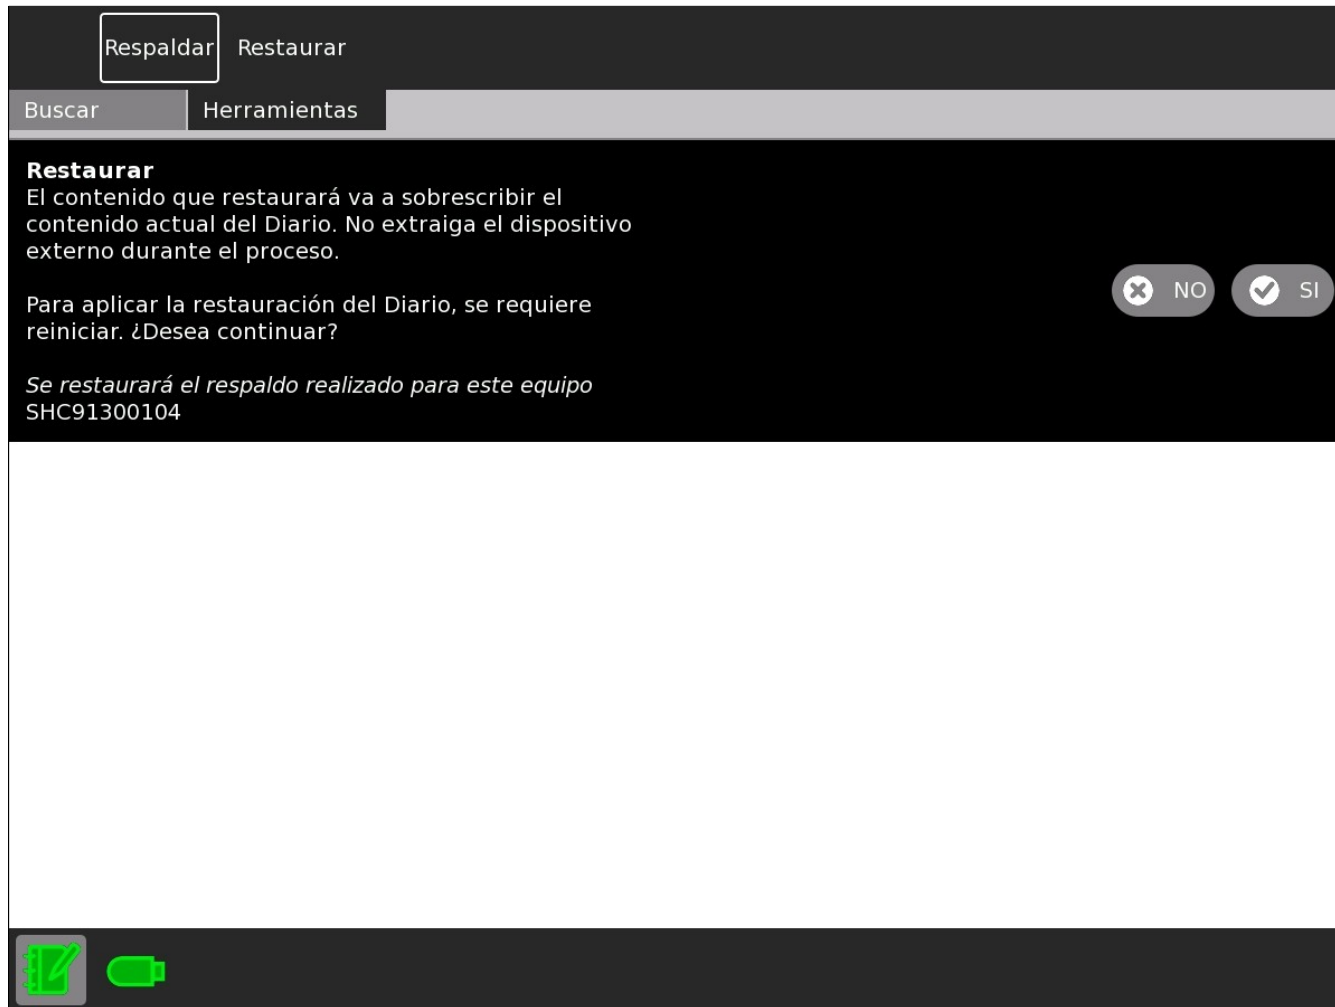 Respaldar Restaurar
Buscar Herramientas
Restaurar
El contenido que restaurará va a sobrescribir el
contenido actual del Diario. No extraiga el dispositivo
externo durante el proceso.
Para aplicar la restauración del Diario, se requiere
reiniciar. ¿Desea continuar?
Se restaurará el respaldo realizado para este equipo
SHC91300104
NO SI